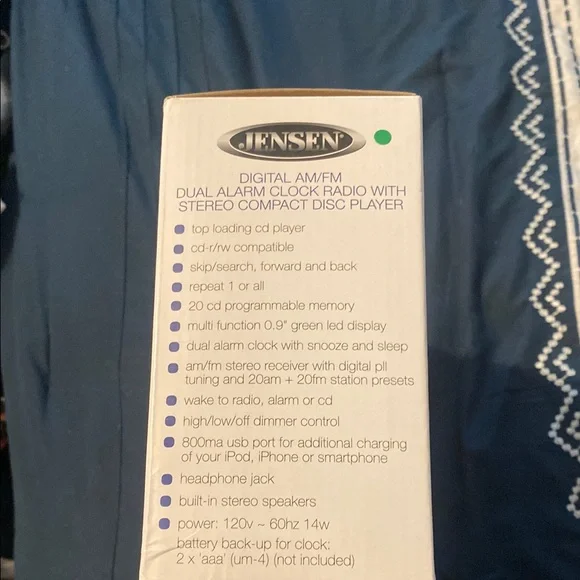 JENSEN®
DIGITAL AM/FM
DUAL ALARM CLOCK RADIO WITH
STEREO COMPACT DISC PLAYER
top loading cd player
cd-r/rw compatible
skip/search, forward and back
repeat 1 or all
20 cd programmable memory
multi function 0.9" green led display
dual alarm clock with snooze and sleep
am/fm stereo receiver with digital pll
tuning and 20am + 20fm station presets
wake to radio, alarm or cd
high/low/off dimmer control
800ma usb port for additional charging
of your iPod, iPhone or smartphone
headphone jack
built-in stereo speakers
power: 120v ~ 60hz 14w
battery back-up for clock:
2 x 'aaa' (um-4) (not included)